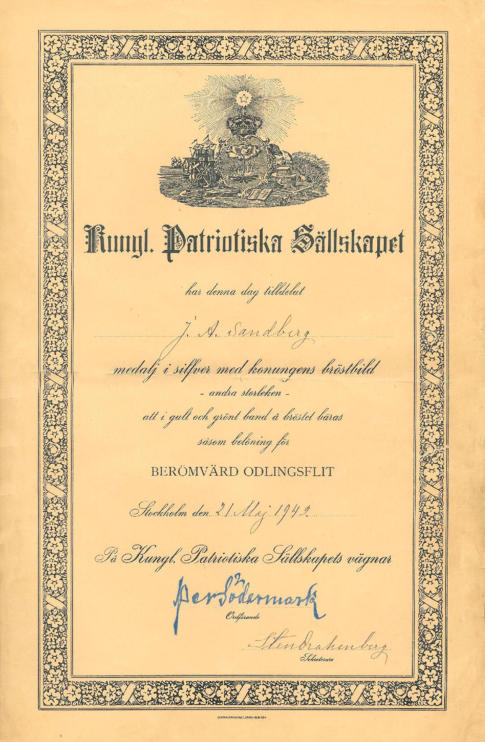 Kungl. Patriotiska Sällskapet
har denna dag tilldelat
J. A. Sandberg
medalj i silfver med konungens bröstbild
- andra storleken -
att i gult och grönt band å bröstet bäras
såsom belöning för
BERÖMVÄRD ODLINGSFLIT
Stockholm den 21 Maj 1942
På Kungl. Patriotiska Sällskapets vägnar
Per Södermark
Ordförande
Sten Drakenberg
Sekreterare